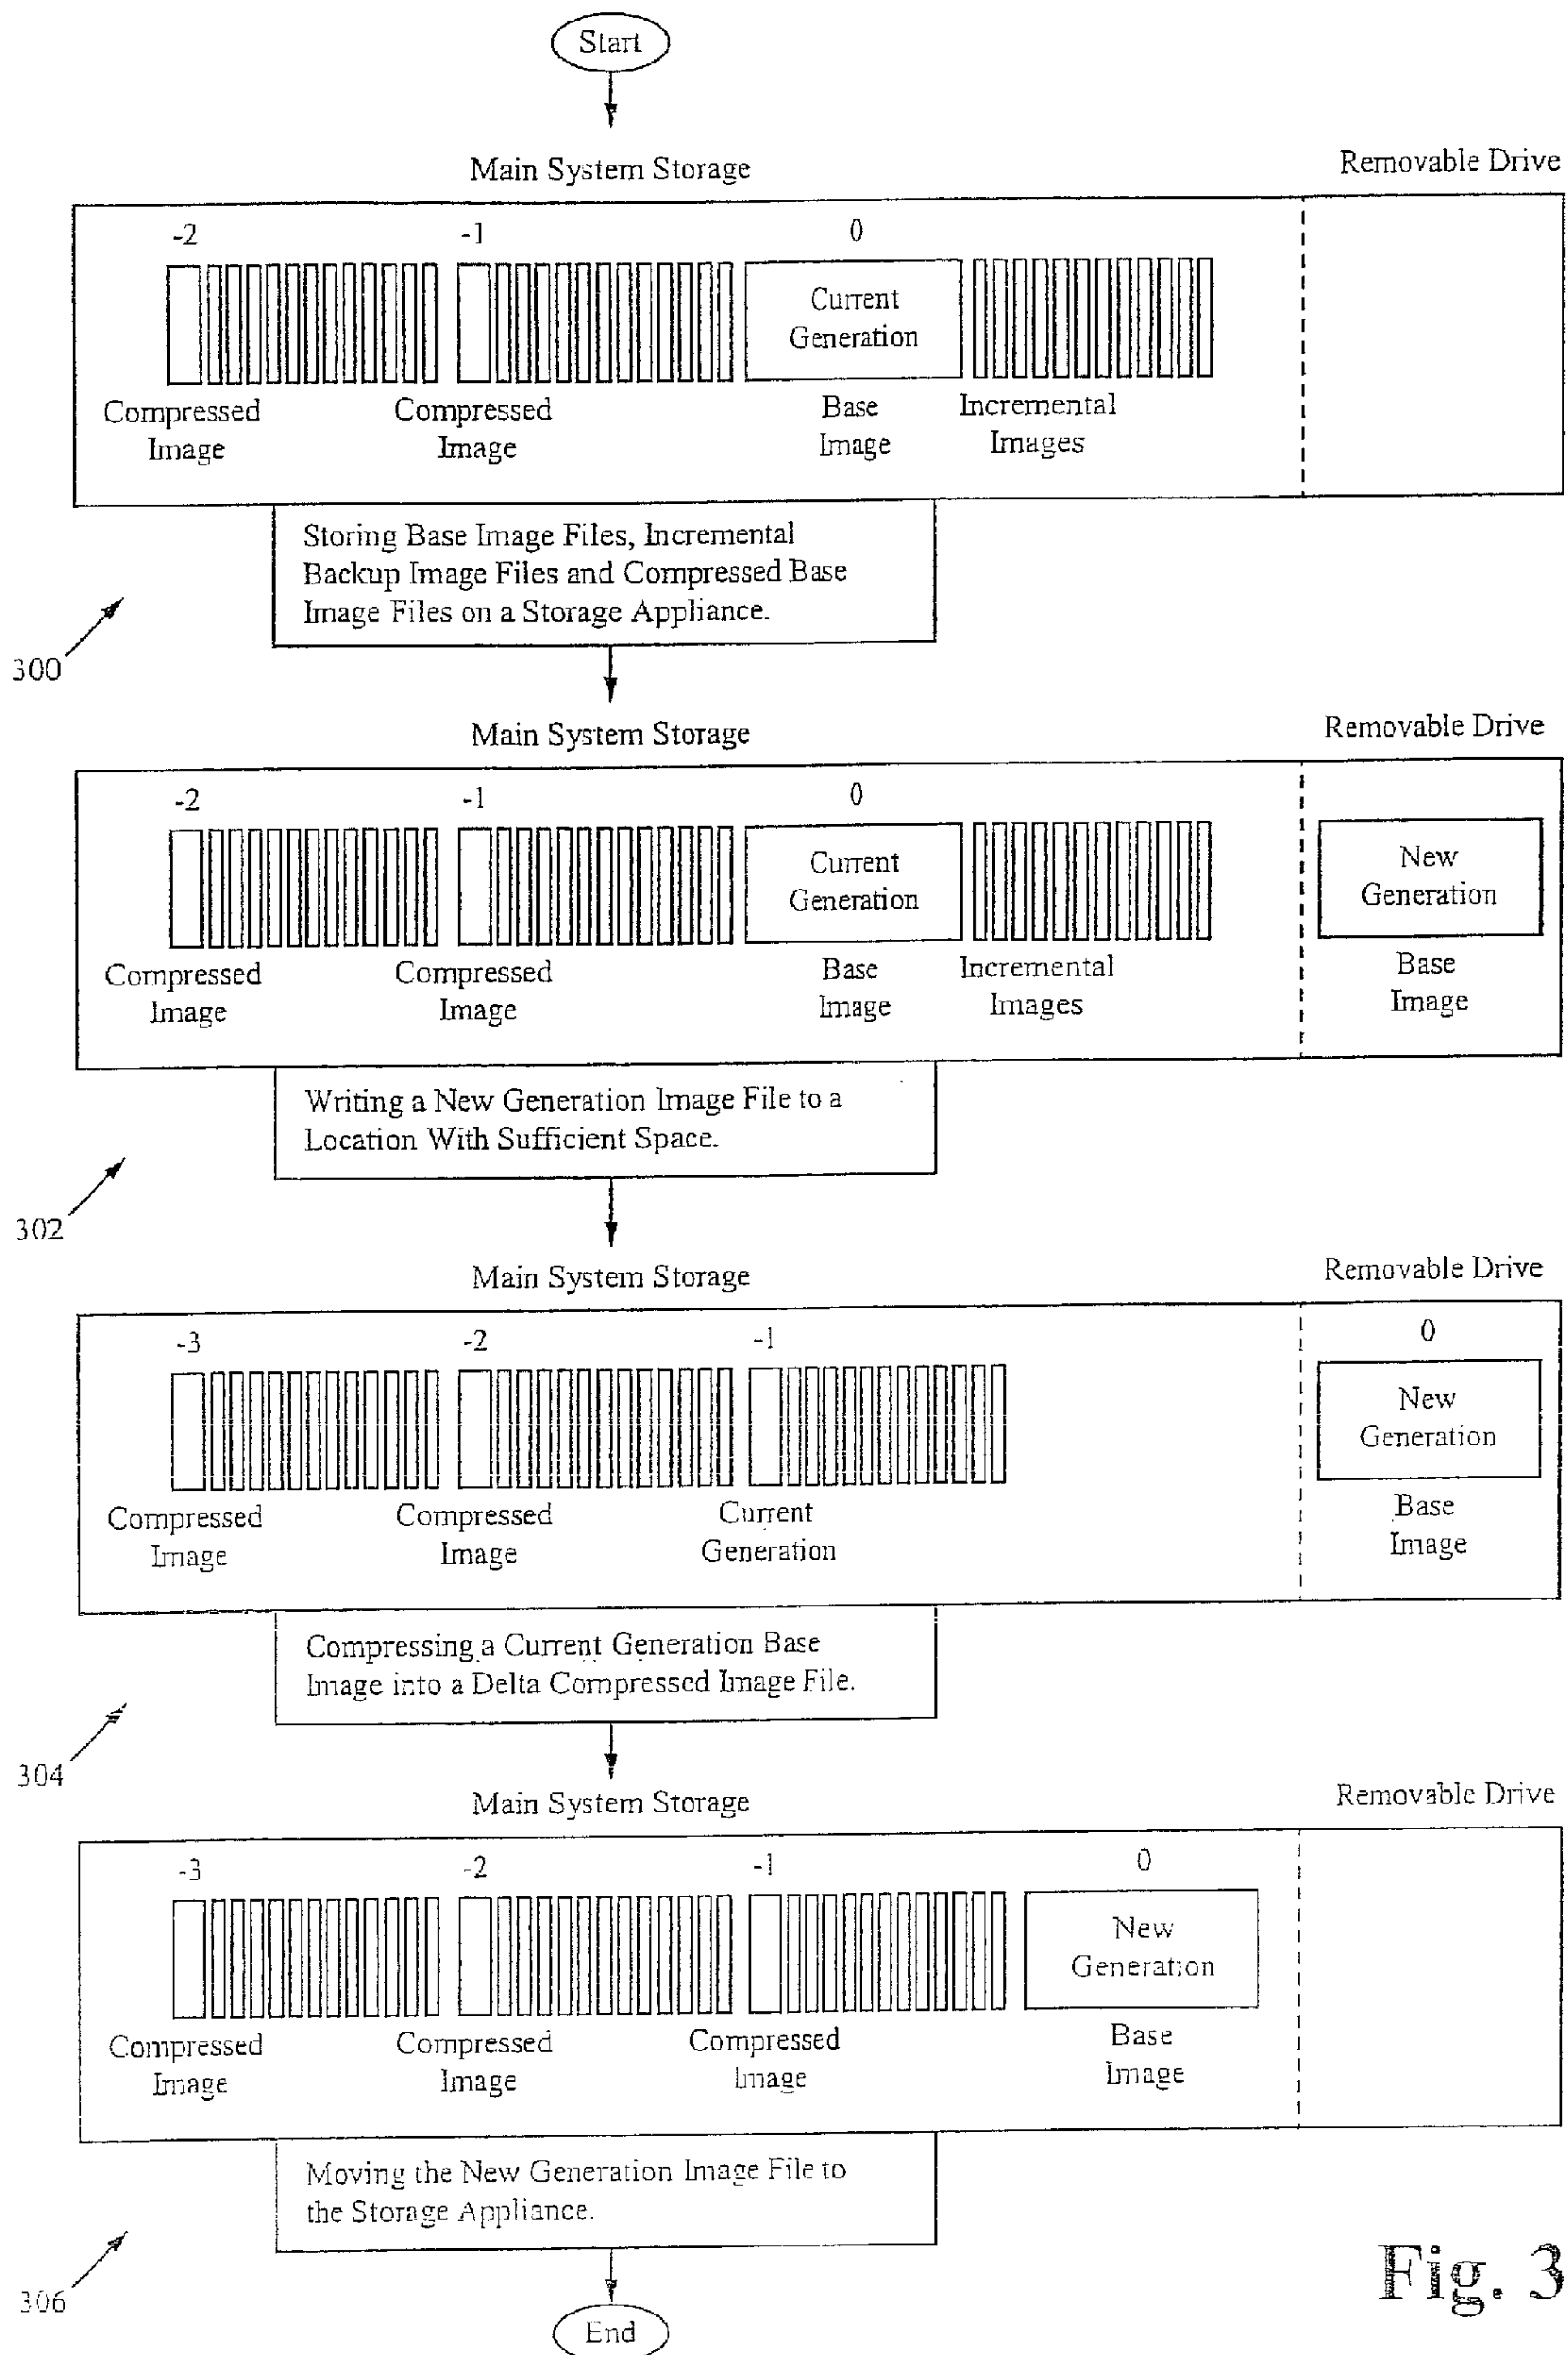 Start
Main System Storage
Removable Drive
-2
-1
0
Current
Generation
Compressed
Image
Compressed
Image
Base
Image
Incremental
Images
Storing Base Image Files, Incremental
Backup Image Files and Compressed Base
Image Files on a Storage Appliance.
300
Main System Storage
Removable Drive
-2
-1
0
Current
Generation
New
Generation
Compressed
Image
Compressed
Image
Base
Image
Incremental
Images
Base
Image
Writing a New Generation Image File to a
Location With Sufficient Space.
302
Main System Storage
Removable Drive
-3
-2
-1
0
New
Generation
Compressed
Image
Compressed
Image
Current
Generation
Base
Image
Compressing a Current Generation Base
Image into a Delta Compressed Image File.
304
Main System Storage
Removable Drive
-3
-2
-1
0
New
Generation
Compressed
Image
Compressed
Image
Compressed
Image
Base
Image
Moving the New Generation Image File to
the Storage Appliance.
306
End
Fig. 3